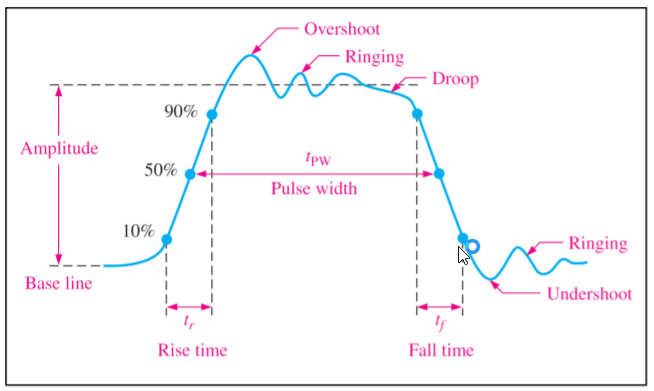 Overshoot
Ringing
Droop
90%
Amplitude
tPW
50%
Pulse width
10%
Ringing
Base line
Undershoot
tr
tf
Rise time
Fall time